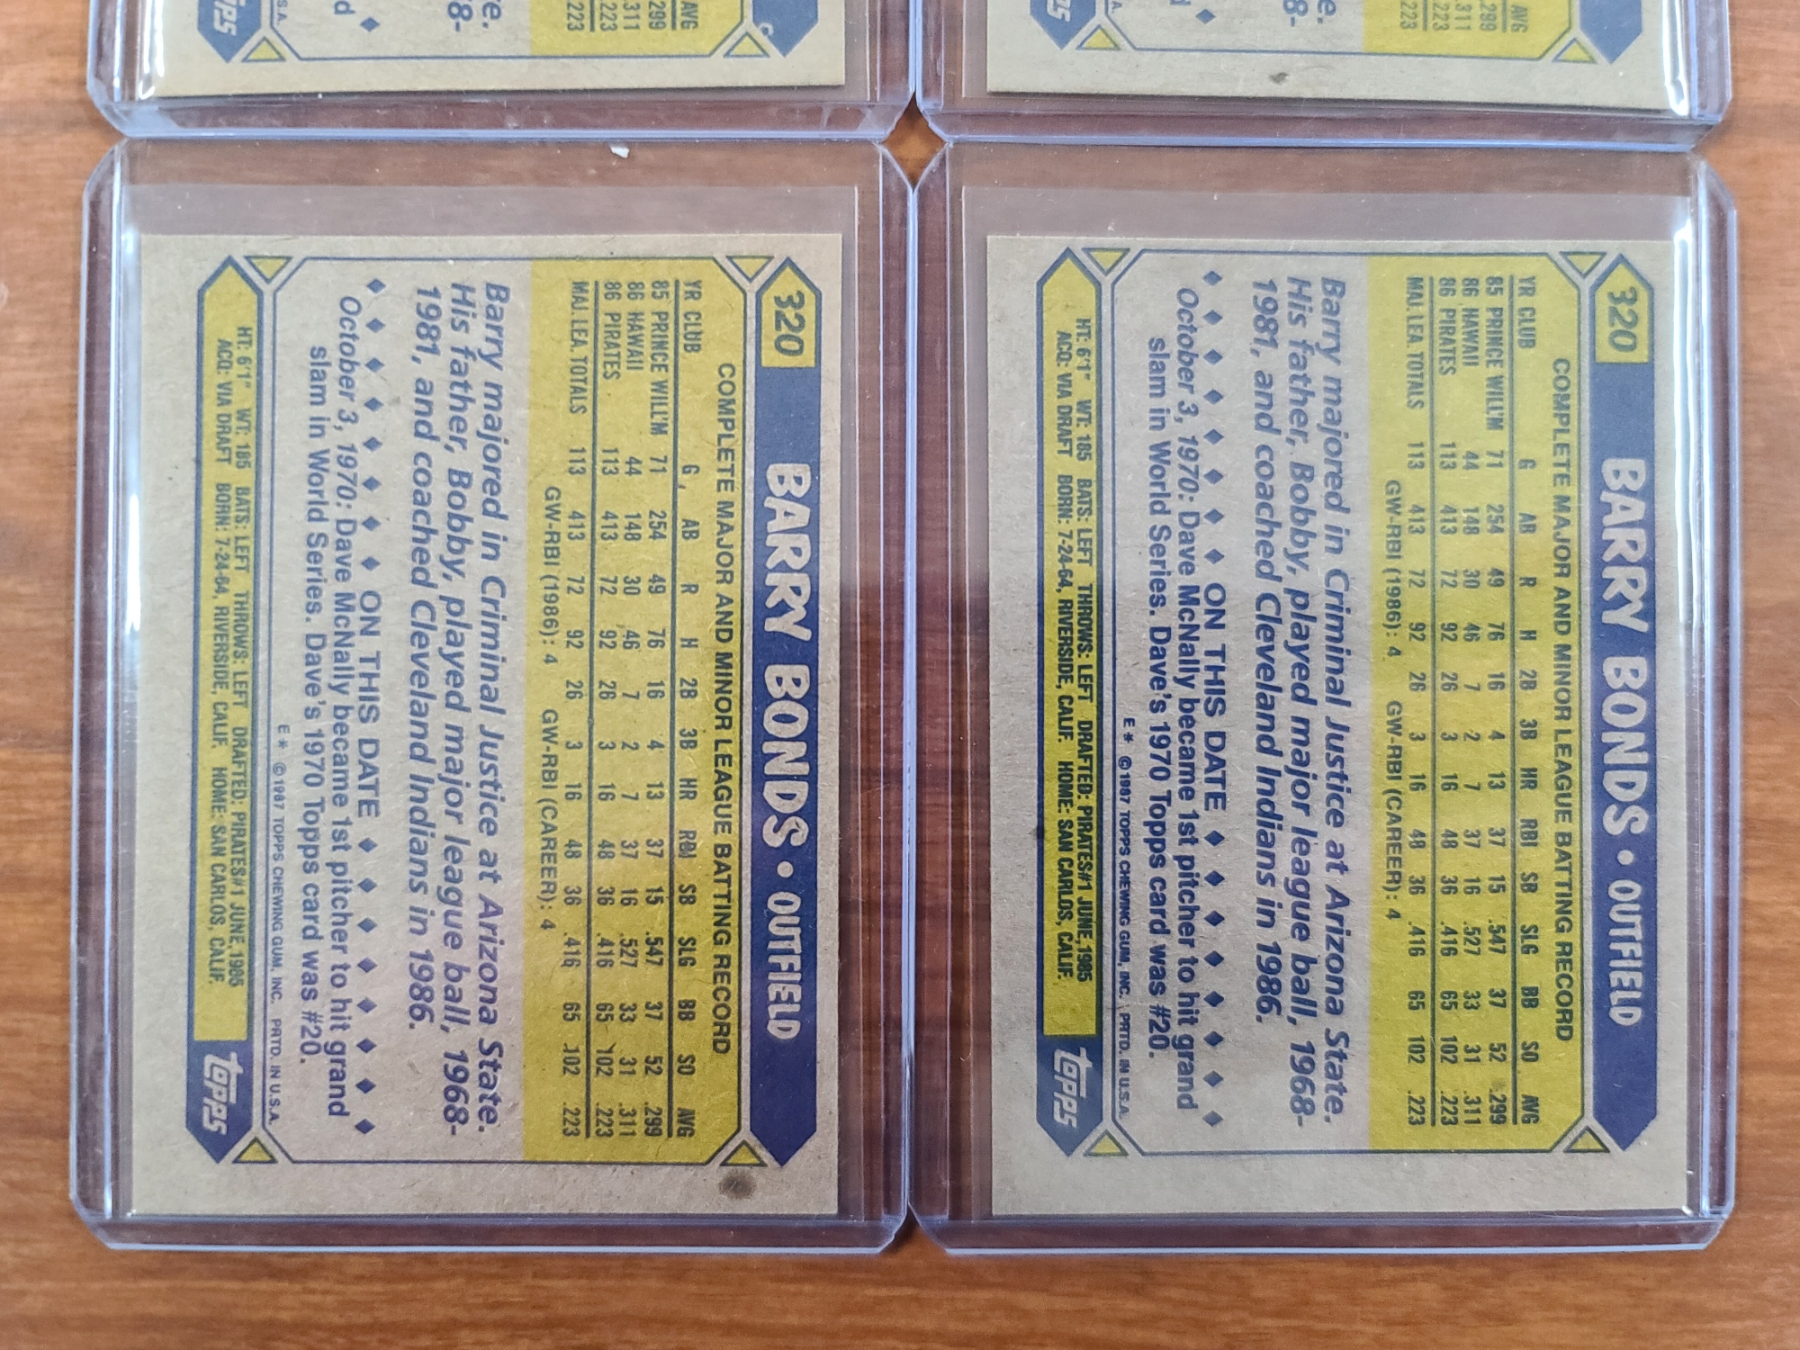 AVG
.299
.311
.223
.223
e.
8-
d
S.A.
AVG
.299
.311
.223
.223
e.
8-
d
320 BARRY BONDS • OUTFIELD
COMPLETE MAJOR AND MINOR LEAGUE BATTING RECORD
YR CLUB G AB R H 2B 3B HR RBI SB SLG BB SO AVG
85 PRINCE WILL'M 71 254 49 76 16 4 13 37 15 .547 37 52 .299
86 HAWAII 44 148 30 46 7 2 7 37 16 .527 33 31 .311
86 PIRATES 113 413 72 92 26 3 16 48 36 .416 65 102 .223
MAJ. LEA. TOTALS 113 413 72 92 26 3 16 48 36 .416 65 102 .223
GW-RBI (1986): 4 GW-RBI (CAREER): 4
Barry majored in Criminal Justice at Arizona State.
His father, Bobby, played major league ball, 1968-
1981, and coached Cleveland Indians in 1986.
ON THIS DATE
October 3, 1970: Dave McNally became 1st pitcher to hit grand
slam in World Series. Dave's 1970 Topps card was #20.
E* ©1987 TOPPS CHEWING GUM, INC. PRTD. IN U.S.A.
HT: 6'1" WT: 185 BATS: LEFT THROWS: LEFT DRAFTED: PIRATES#1 JUNE, 1985
ACQ: VIA DRAFT BORN: 7-24-64, RIVERSIDE, CALIF. HOME: SAN CARLOS, CALIF.
TOPPS
320 BARRY BONDS • OUTFIELD
COMPLETE MAJOR AND MINOR LEAGUE BATTING RECORD
YR CLUB G AB R H 2B 3B HR RBI SB SLG BB SO AVG
85 PRINCE WILL'M 71 254 49 76 16 4 13 37 15 .547 37 52 .299
86 HAWAII 44 148 30 46 7 2 7 37 16 .527 33 31 .311
86 PIRATES 113 413 72 92 26 3 16 48 36 .416 65 102 .223
MAJ. LEA. TOTALS 113 413 72 92 26 3 16 48 36 .416 65 102 .223
GW-RBI (1986): 4 GW-RBI (CAREER): 4
Barry majored in Criminal Justice at Arizona State.
His father, Bobby, played major league ball, 1968-
1981, and coached Cleveland Indians in 1986.
ON THIS DATE
October 3, 1970: Dave McNally became 1st pitcher to hit grand
slam in World Series. Dave's 1970 Topps card was #20.
E* ©1987 TOPPS CHEWING GUM, INC. PRTD. IN U.S.A.
HT: 6'1" WT: 185 BATS: LEFT THROWS: LEFT DRAFTED: PIRATES#1 JUNE, 1985
ACQ: VIA DRAFT BORN: 7-24-64, RIVERSIDE, CALIF. HOME: SAN CARLOS, CALIF.
TOPPS